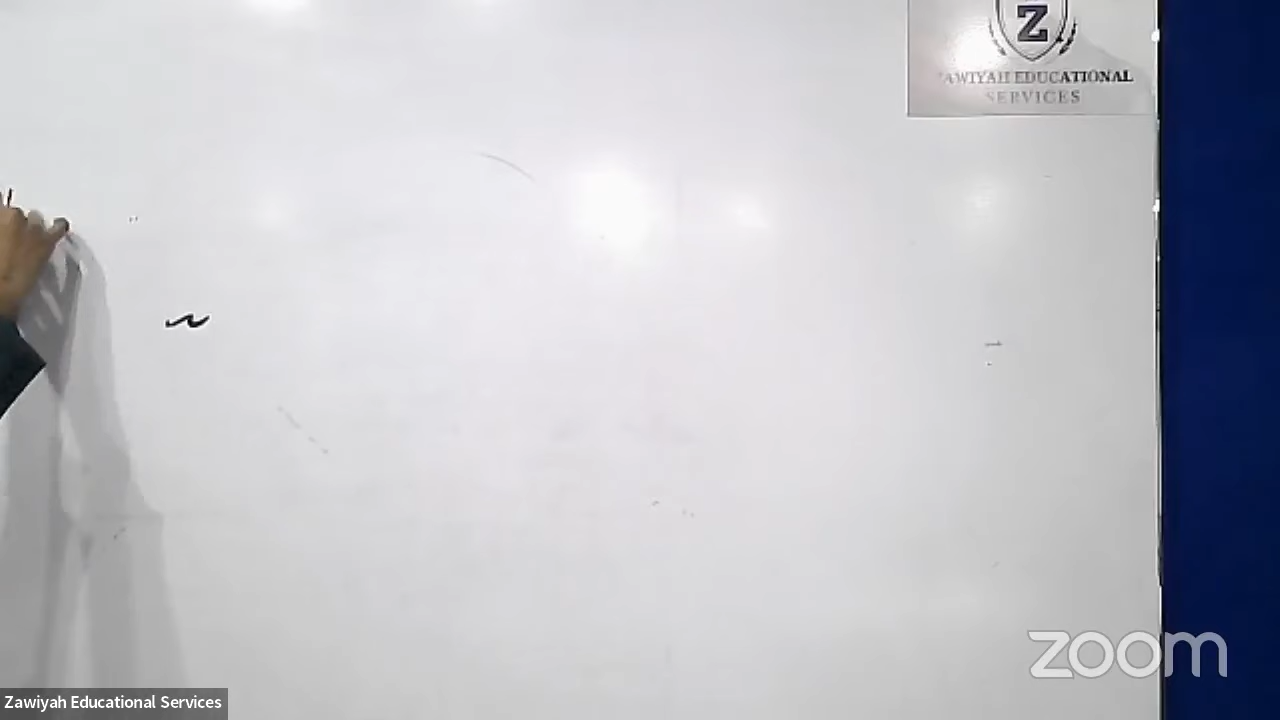 Z
ZAWIYAH EDUCATIONAL
SERVICES
zoom
Zawiyah Educational Services